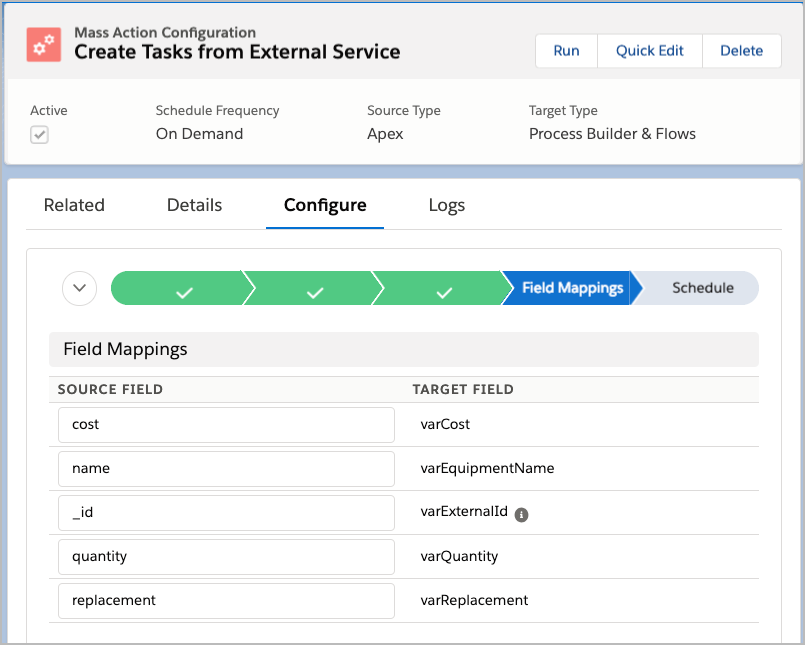 Mass Action Configuration
Create Tasks from External Service
Run Quick Edit Delete
Active Schedule Frequency Source Type Target Type
On Demand Apex Process Builder & Flows
Related Details Configure Logs
Field Mappings Schedule
Field Mappings
SOURCE FIELD TARGET FIELD
cost varCost
name varEquipmentName
_id varExternalId
quantity varQuantity
replacement varReplacement